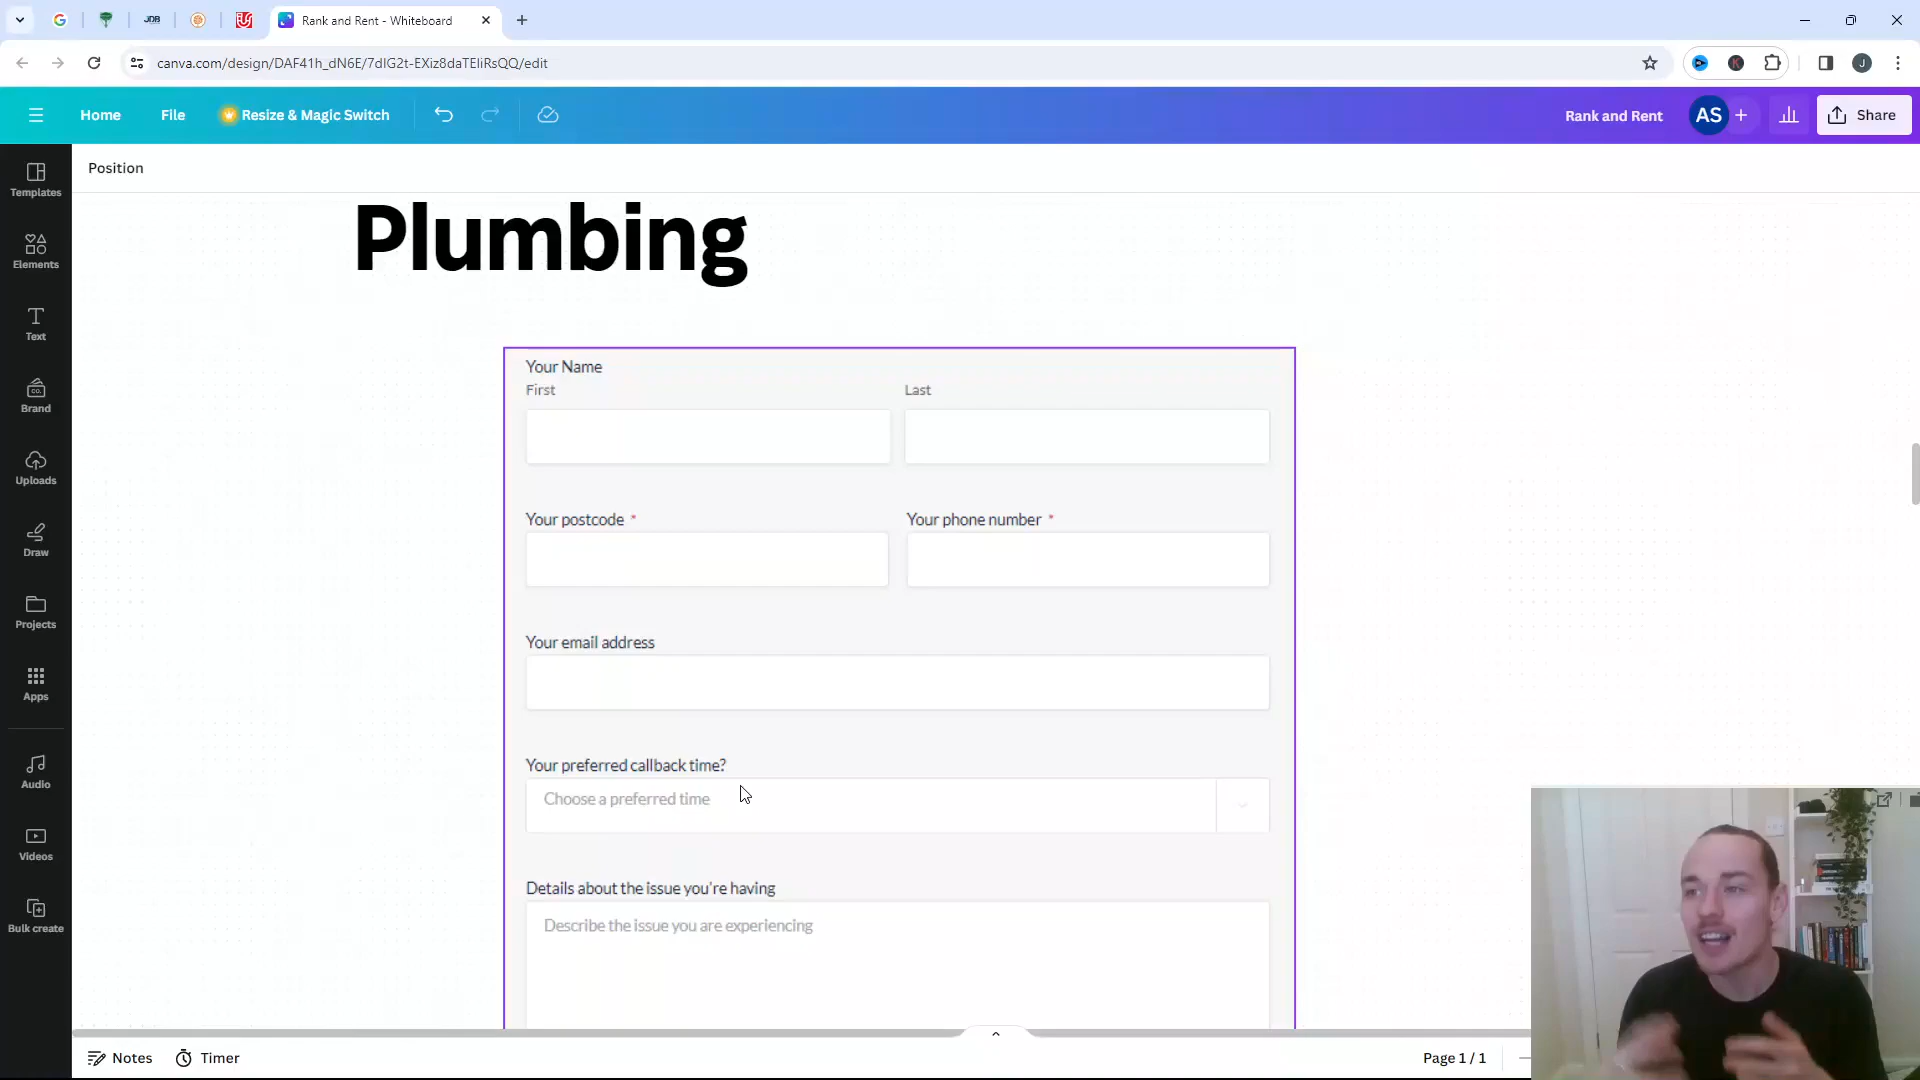 JDB
Rank and Rent - Whiteboard
canva.com/design/DAF41h_dN6E/7dlG2t-EXiz8daTEliRsQQ/edit
K
J
Home
File
Resize & Magic Switch
Rank and Rent
AS
Share
Templates
Elements
Text
Brand
Uploads
Draw
Projects
Apps
Audio
Videos
Bulk create
Position
Plumbing
Your Name
First
Last
Your postcode *
Your phone number *
Your email address
Your preferred callback time?
Choose a preferred time
Details about the issue you're having
Describe the issue you are experiencing
Notes
Timer
Page 1 / 1